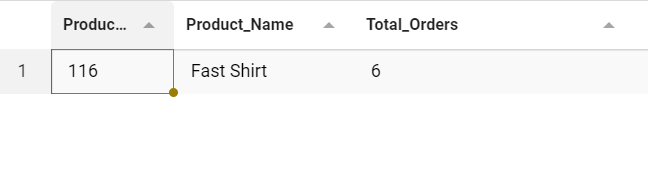 Produc... Product_Name Total_Orders
1 116 Fast Shirt 6